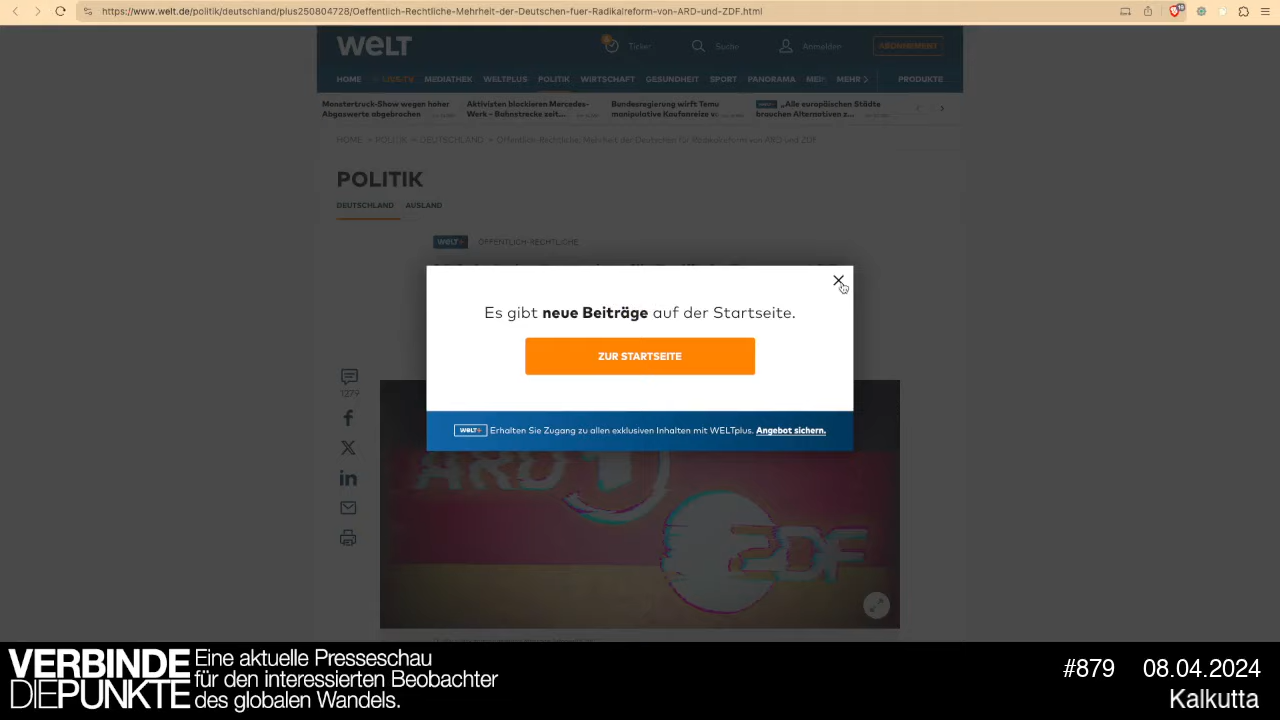 https://www.welt.de/politik/deutschland/plus250804728/Oeffentlich-Rechtliche-Mehrheit-der-Deutschen-fuer-Radikalreform-von-ARD-und-ZDF.html
WELT
Ticker
Suche
Anmelden
ABONNEMENT
HOME
LIVE-TV
MEDIATHEK
WELTPLUS
POLITIK
WIRTSCHAFT
GESUNDHEIT
SPORT
PANORAMA
MEHR
PRODUKTE
Monstertruck-Show wegen hoher
Abgaswerte abgebrochen
Aktivisten blockieren Mercedes-
Werk – Bahnstrecke zeit...
Bundesregierung wirft Temu
manipulative Kaufanreize v
„Alle europäischen Städte
brauchen Alternativen z...
HOME > POLITIK > DEUTSCHLAND > Öffentlich-Rechtliche: Mehrheit der Deutschen für Radikalreform von ARD und ZDF
POLITIK
DEUTSCHLAND
AUSLAND
WELT+
ÖFFENTLICH-RECHTLICHE
Es gibt neue Beiträge auf der Startseite.
ZUR STARTSEITE
WELT+ Erhalten Sie Zugang zu allen exklusiven Inhalten mit WELTplus. Angebot sichern.
1279
ARD 1
ZDF
VERBINDE
DIEPUNKTE
Eine aktuelle Presseschau
für den interessierten Beobachter
des globalen Wandels.
#879 08.04.2024
Kalkutta